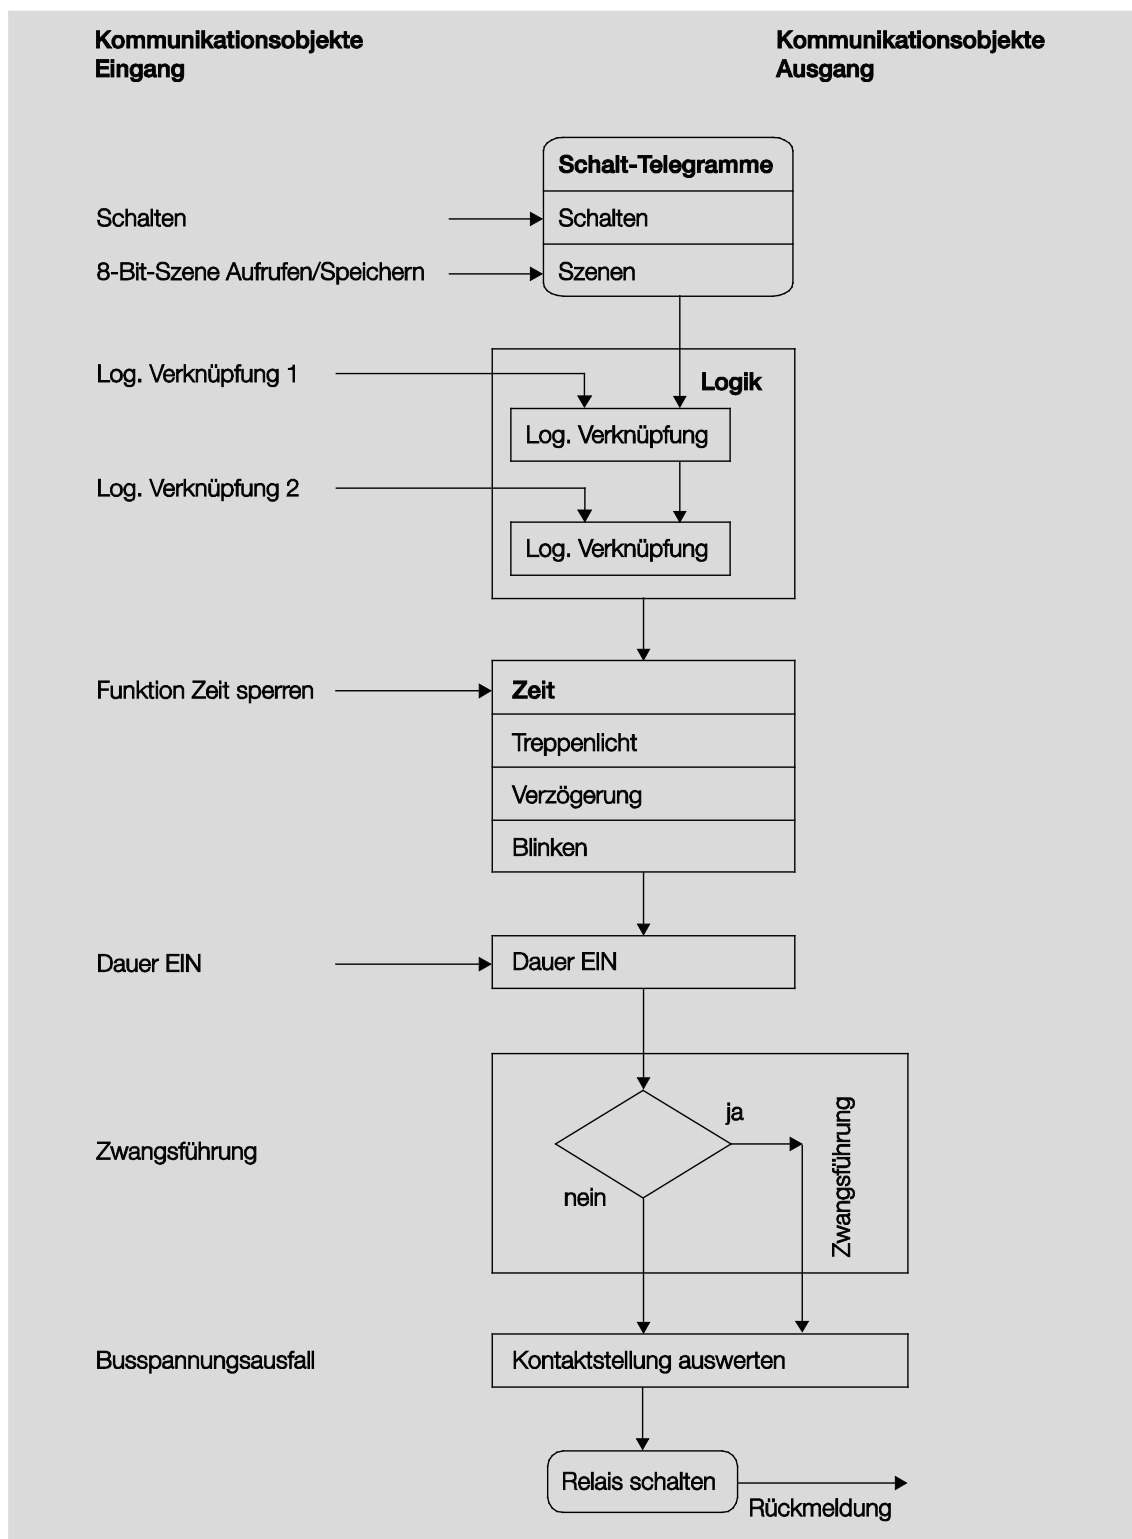 Kommunikationsobjekte
Eingang
Kommunikationsobjekte
Ausgang
Schalt-Telegramme
Schalten
Schalten
8-Bit-Szene Aufrufen/Speichern
Szenen
Log. Verknüpfung 1
Logik
Log. Verknüpfung
Log. Verknüpfung 2
Log. Verknüpfung
Funktion Zeit sperren
Zeit
Treppenlicht
Verzögerung
Blinken
Dauer EIN
Dauer EIN
ja
Zwangsführung
Zwangsführung
nein
Busspannungsausfall
Kontaktstellung auswerten
Relais schalten
Rückmeldung